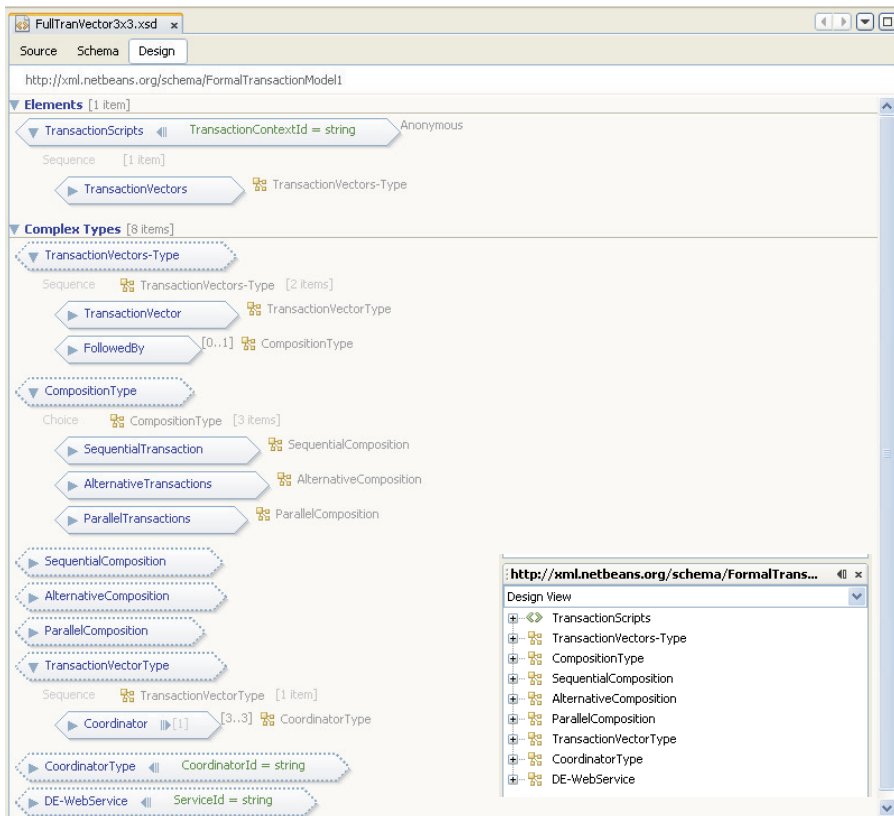 FullTranVector3x3.xsd x
Source Schema Design
http://xml.netbeans.org/schema/FormalTransactionModel1
Elements [1 item]
TransactionScripts TransactionContextId = string Anonymous
Sequence [1 item]
TransactionVectors TransactionVectors-Type
Complex Types [8 items]
TransactionVectors-Type
Sequence TransactionVectors-Type [2 items]
TransactionVector TransactionVectorType
FollowedBy [0..1] CompositionType
CompositionType
Choice CompositionType [3 items]
SequentialTransaction SequentialComposition
AlternativeTransactions AlternativeComposition
ParallelTransactions ParallelComposition
SequentialComposition
AlternativeComposition
ParallelComposition
TransactionVectorType
Sequence TransactionVectorType [1 item]
Coordinator [1] [3..3] CoordinatorType
CoordinatorType CoordinatorId = string
DE-WebService ServiceId = string
http://xml.netbeans.org/schema/FormalTrans... x
Design View
TransactionScripts
TransactionVectors-Type
CompositionType
SequentialComposition
AlternativeComposition
ParallelComposition
TransactionVectorType
CoordinatorType
DE-WebService